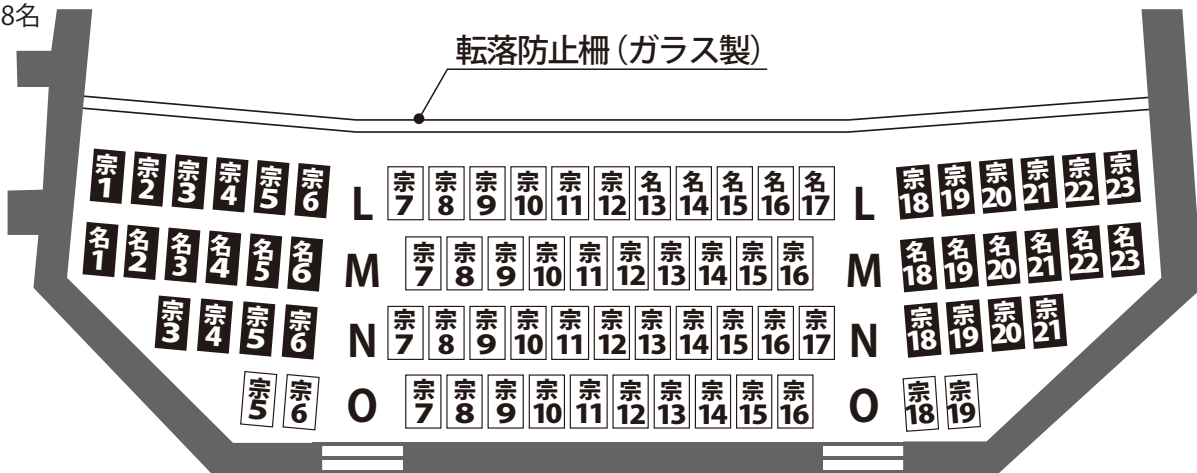 8名
転落防止柵（ガラス製）
宗1 宗2 宗3 宗4 宗5 宗6 L 宗7 宗8 宗9 宗10 宗11 宗12 名13 名14 名15 名16 名17 L 宗18 宗19 宗20 宗21 宗22 宗23
名1 名2 名3 名4 名5 名6 M 宗7 宗8 宗9 宗10 宗11 宗12 宗13 宗14 宗15 宗16 M 名18 名19 名20 名21 名22 名23
宗3 宗4 宗5 宗6 N 宗7 宗8 宗9 宗10 宗11 宗12 宗13 宗14 宗15 宗16 宗17 N 宗18 宗19 宗20 宗21
宗5 宗6 O 宗7 宗8 宗9 宗10 宗11 宗12 宗13 宗14 宗15 宗16 O 宗18 宗19